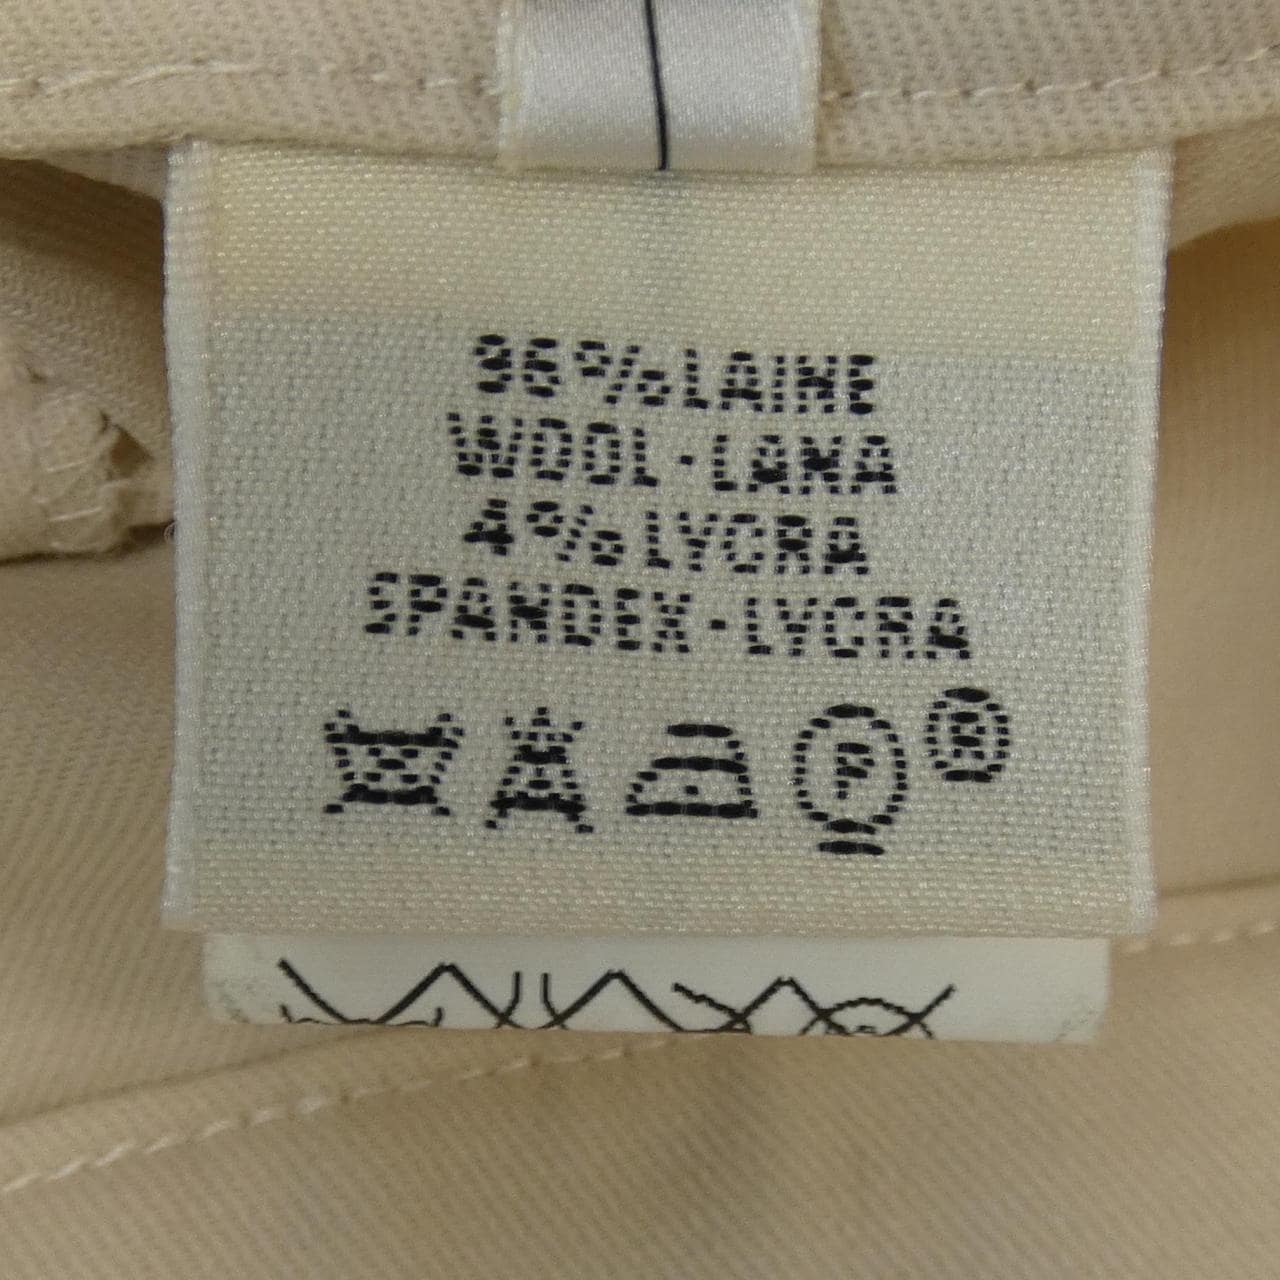 96%LAINE
WOOL·LANA
4%LYCRA
SPANDEX·LYCRA
P ®